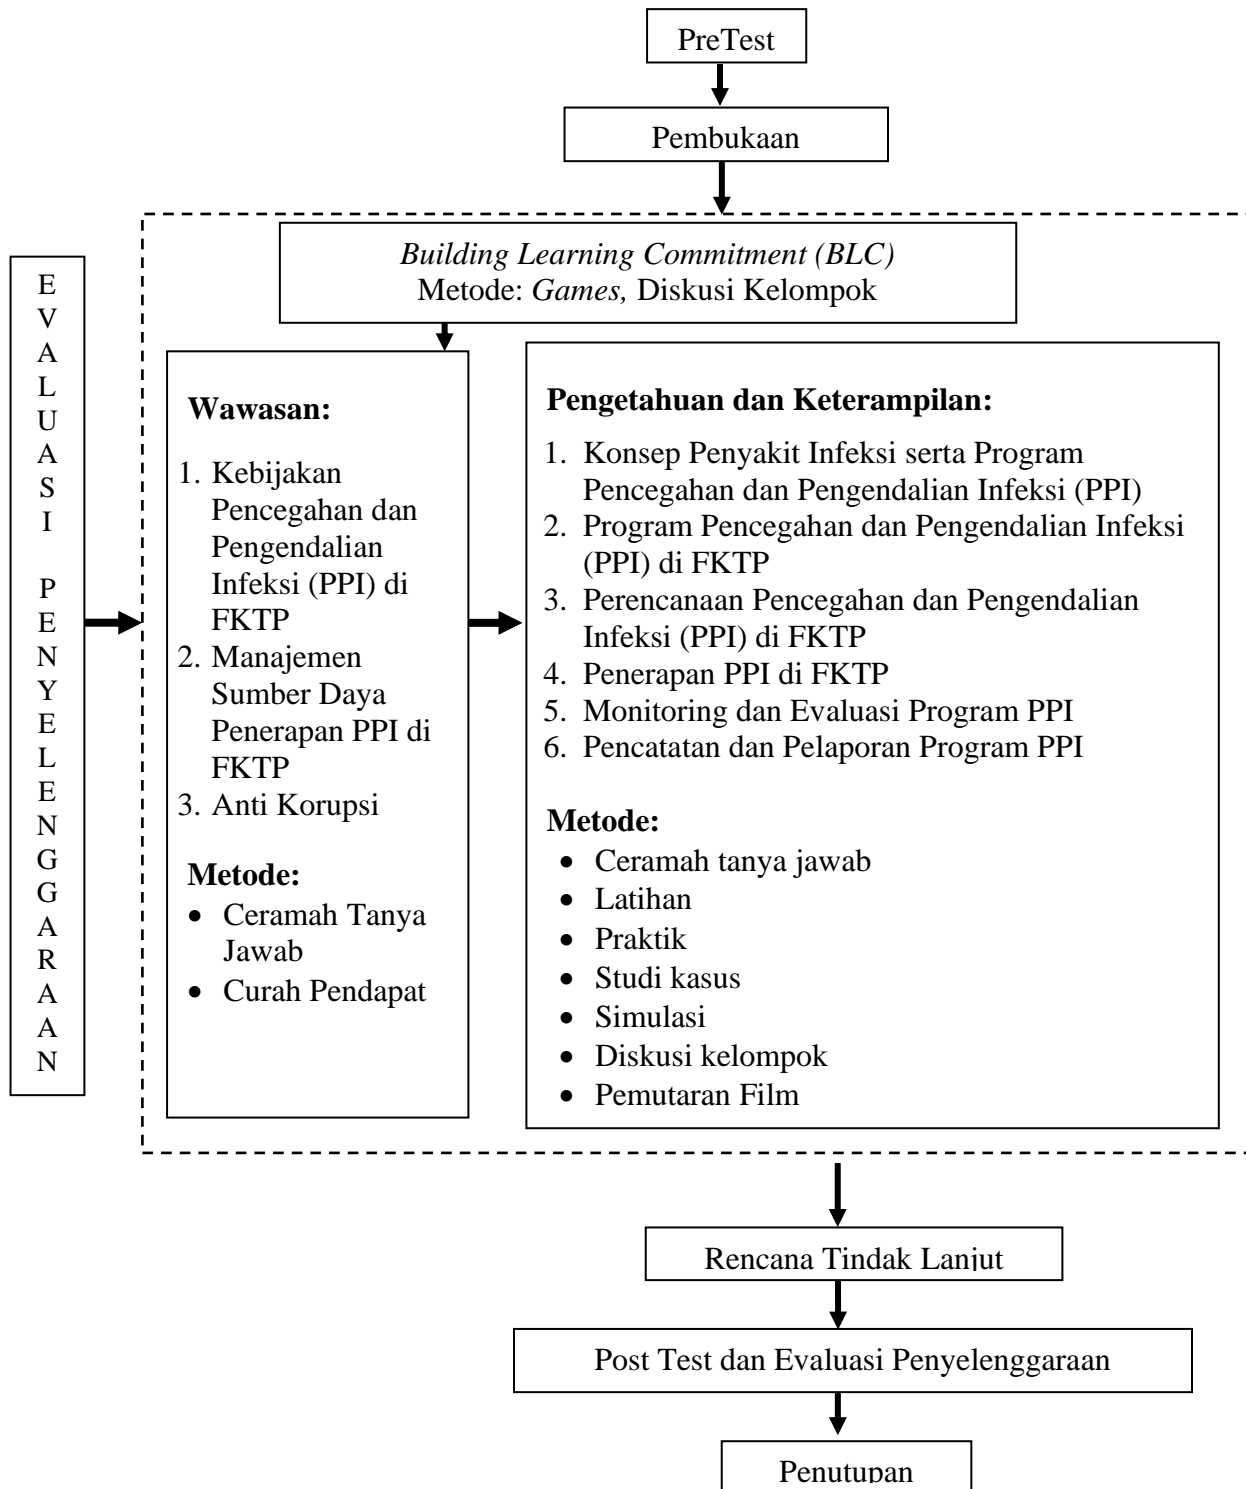 PreTest
Pembukaan
Building Learning Commitment (BLC)
Metode: Games, Diskusi Kelompok
EVALUASI PENYELENGGARAAN
Wawasan:
1. Kebijakan
Pencegahan dan
Pengendalian
Infeksi (PPI) di
FKTP
2. Manajemen
Sumber Daya
Penerapan PPI di
FKTP
3. Anti Korupsi
Metode:
• Ceramah Tanya
Jawab
• Curah Pendapat
Pengetahuan dan Keterampilan:
1. Konsep Penyakit Infeksi serta Program
Pencegahan dan Pengendalian Infeksi (PPI)
2. Program Pencegahan dan Pengendalian Infeksi
(PPI) di FKTP
3. Perencanaan Pencegahan dan Pengendalian
Infeksi (PPI) di FKTP
4. Penerapan PPI di FKTP
5. Monitoring dan Evaluasi Program PPI
6. Pencatatan dan Pelaporan Program PPI
Metode:
• Ceramah tanya jawab
• Latihan
• Praktik
• Studi kasus
• Simulasi
• Diskusi kelompok
• Pemutaran Film
Rencana Tindak Lanjut
Post Test dan Evaluasi Penyelenggaraan
Penutupan